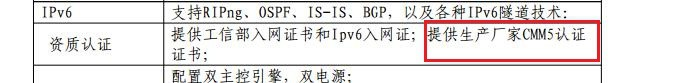 IPv6 支持RIPng、OSPF、IS-IS、BGP，以及各种IPv6隧道技术：
资质认证 提供工信部入网证书和Ipv6入网证；提供生产厂家CMM5认证
证书；
配置双主控引擎，双电源；